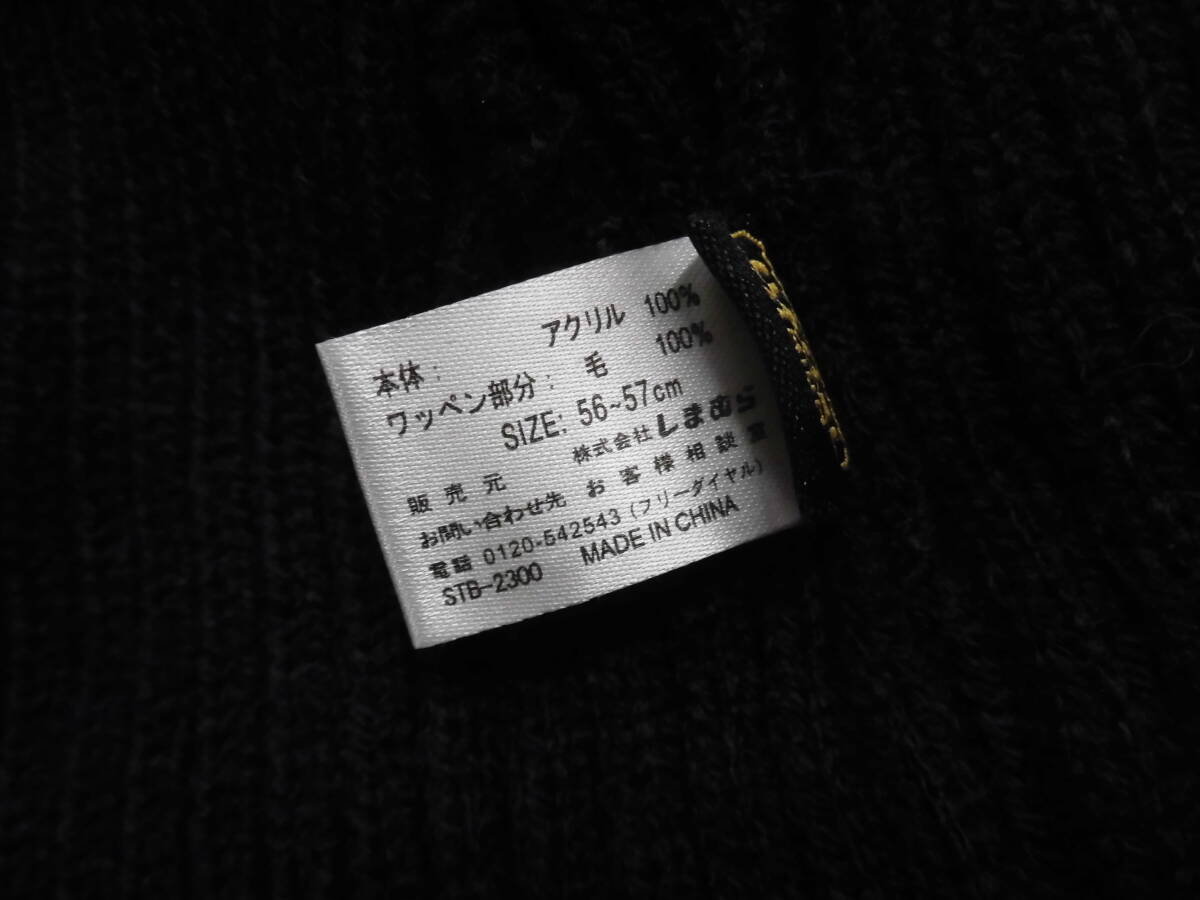 本体： アクリル 100%
ワッペン部分： 毛 100%
SIZE: 56~57cm
販売元 株式会社しまむら
お問い合わせ先 お客様相談室
電話 0120-542543 (フリーダイヤル)
STB-2300 MADE IN CHINA